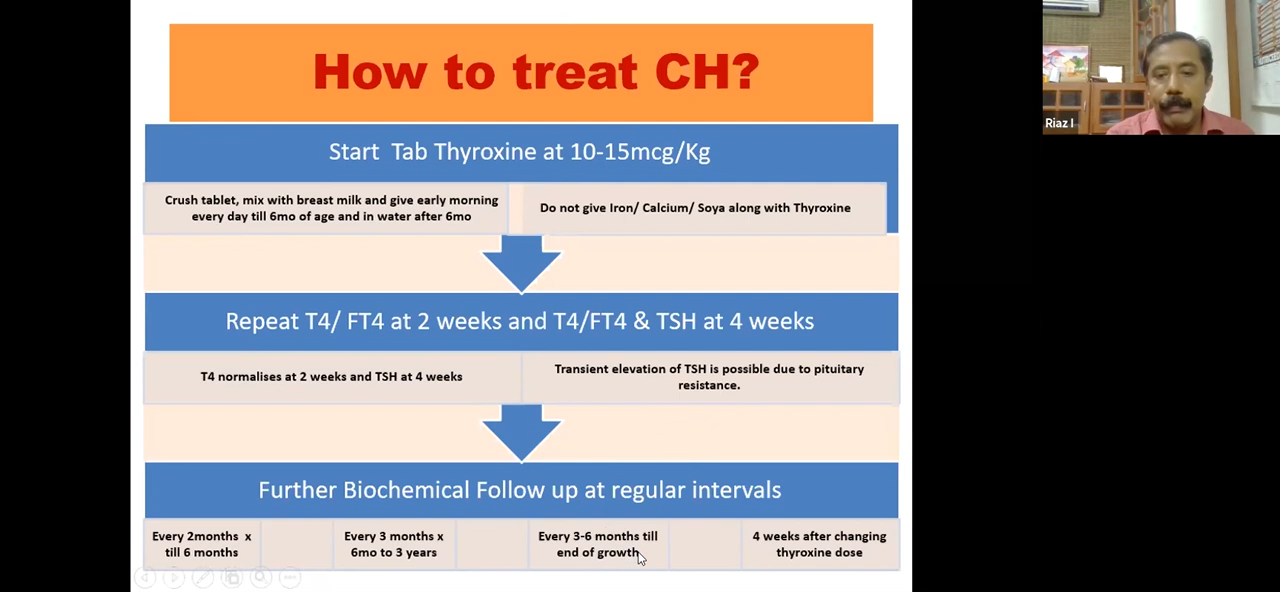 How to treat CH?
Riaz I
Start Tab Thyroxine at 10-15mcg/Kg
Crush tablet, mix with breast milk and give early morning
every day till 6mo of age and in water after 6mo
Do not give Iron/ Calcium/ Soya along with Thyroxine
Repeat T4/ FT4 at 2 weeks and T4/FT4 & TSH at 4 weeks
T4 normalises at 2 weeks and TSH at 4 weeks
Transient elevation of TSH is possible due to pituitary
resistance.
Further Biochemical Follow up at regular intervals
Every 2months x
till 6 months
Every 3 months x
6mo to 3 years
Every 3-6 months till
end of growth
4 weeks after changing
thyroxine dose